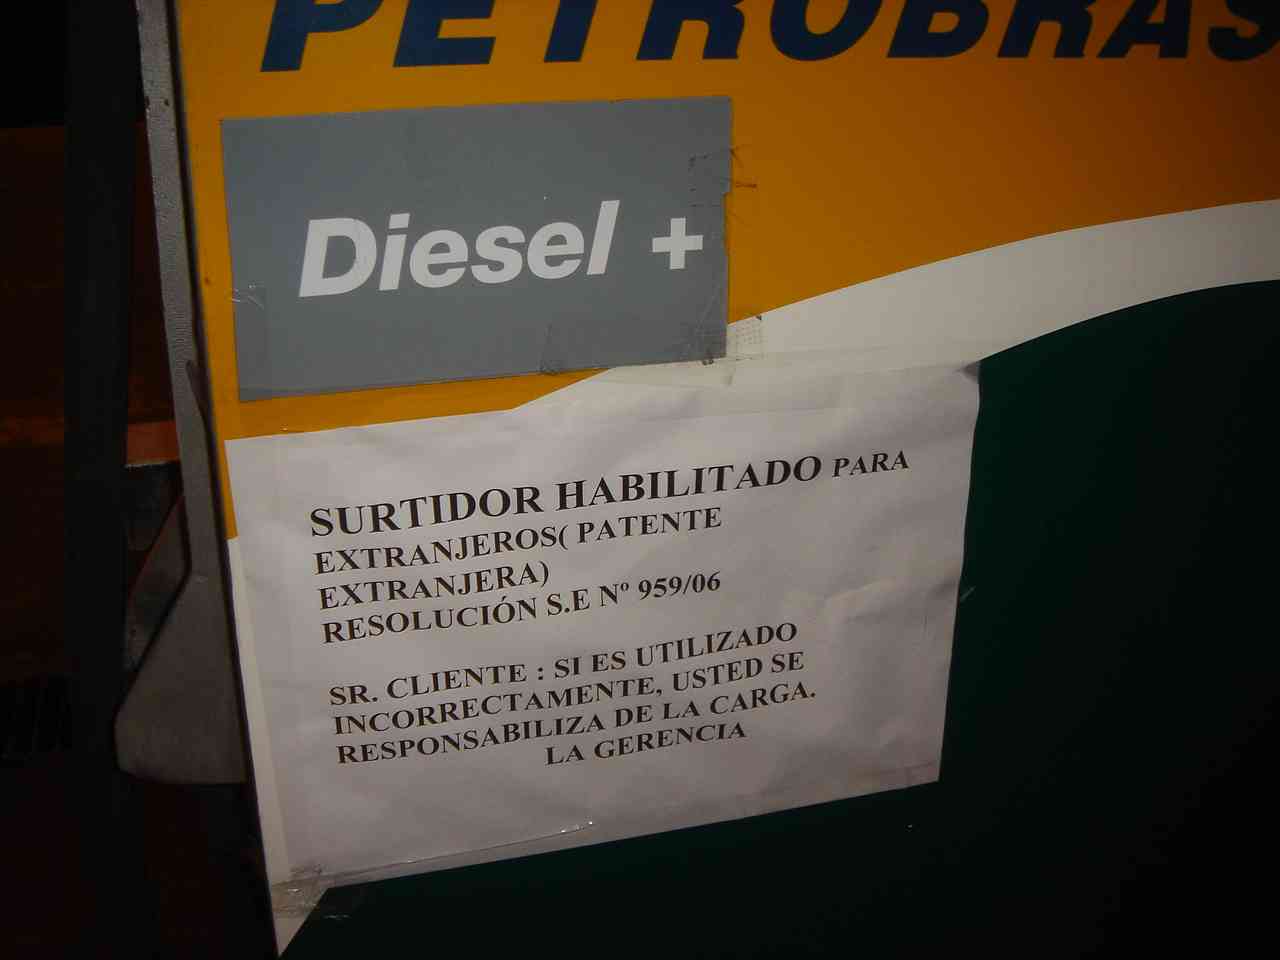 PETROBRAS
Diesel +
SURTIDOR HABILITADO PARA
EXTRANJEROS( PATENTE
EXTRANJERA)
RESOLUCIÓN S.E Nº 959/06
SR. CLIENTE : SI ES UTILIZADO
INCORRECTAMENTE, USTED SE
RESPONSABILIZA DE LA CARGA.
LA GERENCIA